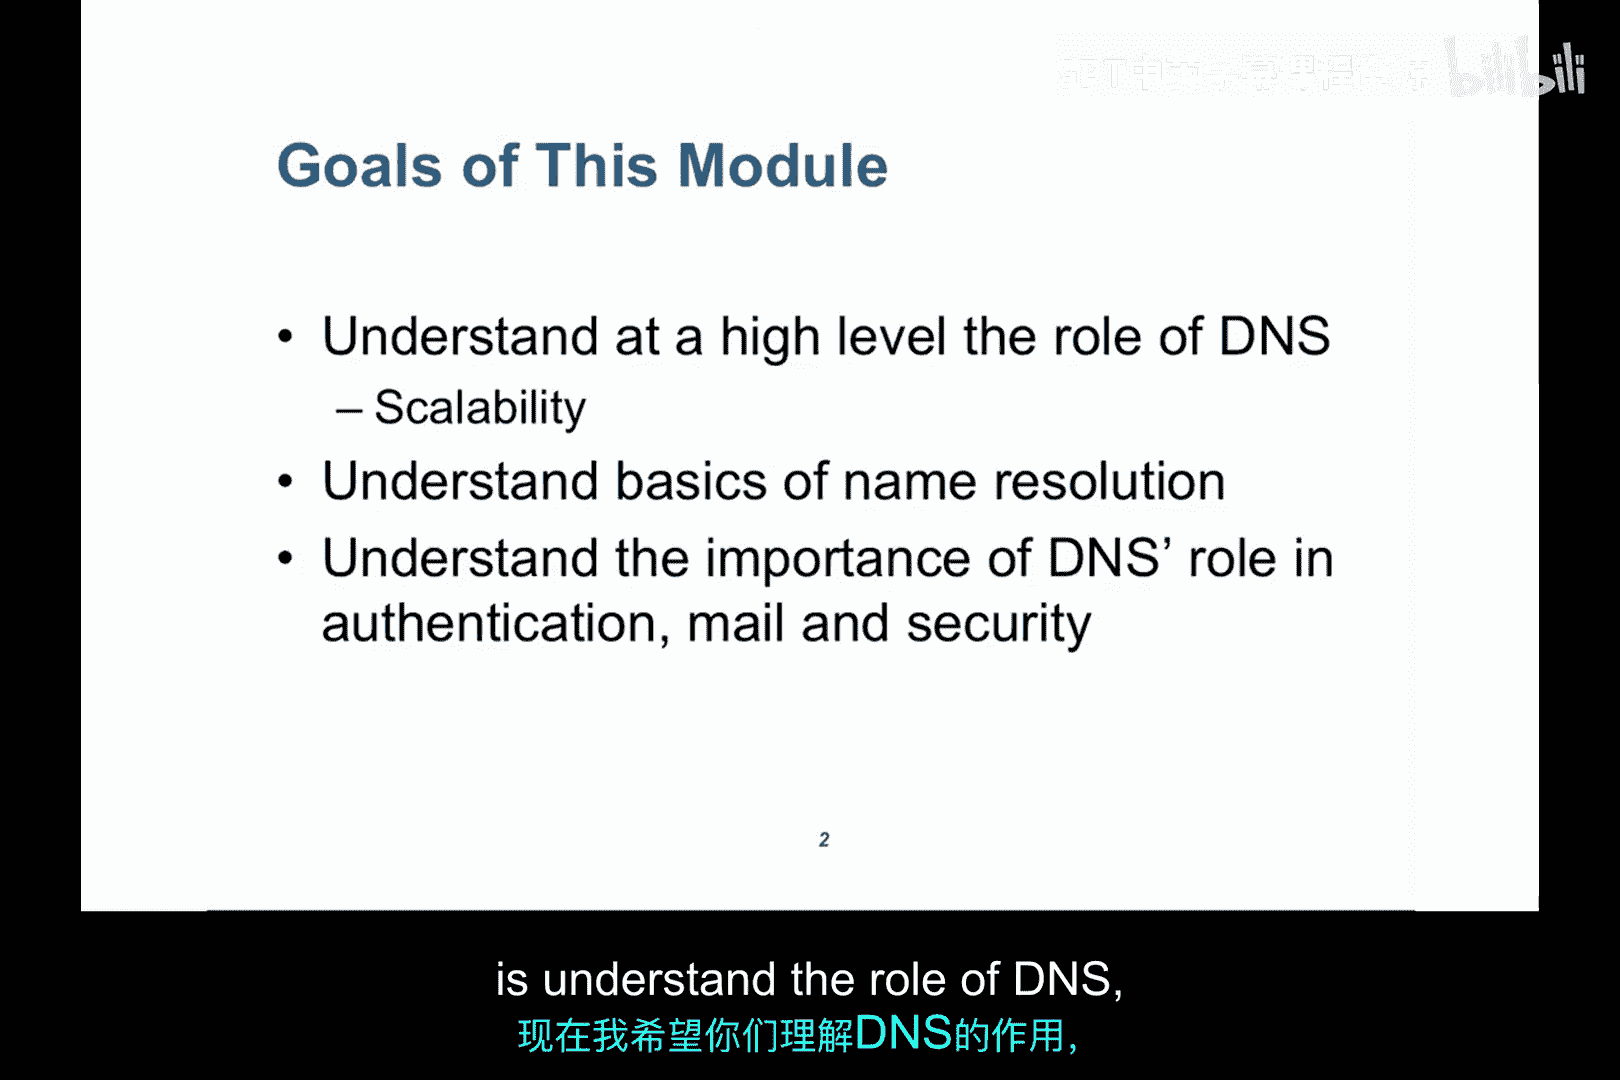 bilibili
Goals of This Module
• Understand at a high level the role of DNS
– Scalability
• Understand basics of name resolution
• Understand the importance of DNS’ role in
authentication, mail and security
2
is understand the role of DNS,
现在我希望你们理解DNS的作用,